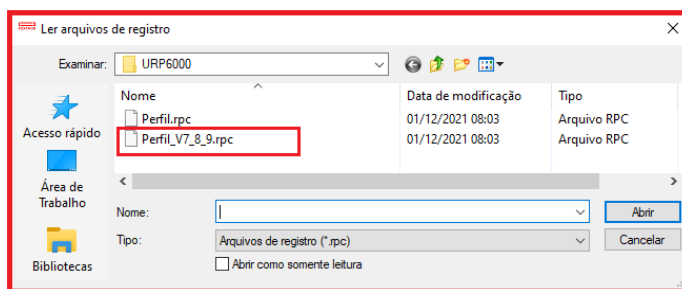 Ler arquivos de registro
Examinar: URP6000
Nome Data de modificação Tipo
Perfil.rpc 01/12/2021 08:03 Arquivo RPC
Perfil_V7_8_9.rpc 01/12/2021 08:03 Arquivo RPC
Acesso rápido
Área de
Trabalho
Bibliotecas
Nome: Abrir
Tipo: Arquivos de registro (*.rpc) Cancelar
Abrir como somente leitura